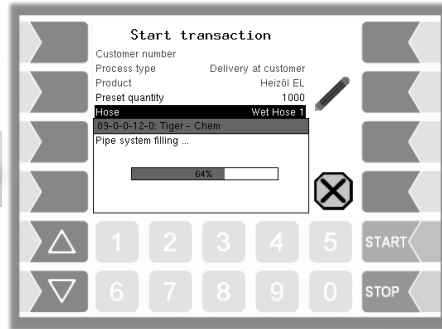 Start transaction
Customer number
Process type Delivery at customer
Product Heizöl EL
Preset quantity 1000
Hose Wet Hose 1
89-0-0-12-0: Tiger - Chem
Pipe system filling ...
64%
1 2 3 4 5 START
6 7 8 9 0 STOP